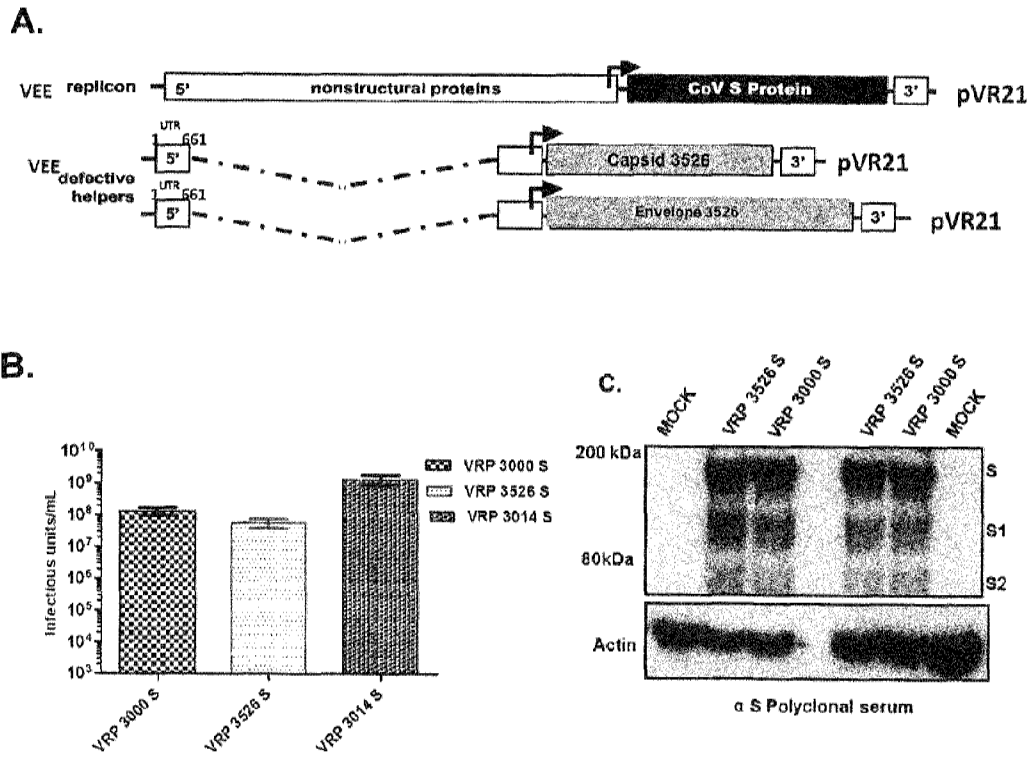 A.
VEE replicon 5' nonstructural proteins CoV S Protein 3' pVR21
UTR
1 661
VEE defective helpers
5' Capsid 3526 3' pVR21
UTR
1 661
5' Envelope 3526 3' pVR21
B.
10^10
10^9
10^8
10^7
10^6
10^5
10^4
10^3
Infectious units/mL
VRP 3000 S
VRP 3526 S
VRP 3014 S
VRP 3000 S
VRP 3526 S
VRP 3014 S
C.
MOCK
VRP 3526 S
VRP 3000 S
VRP 3526 S
VRP 3000 S
MOCK
200 kDa
S
S1
80kDa
S2
Actin
α S Polyclonal serum